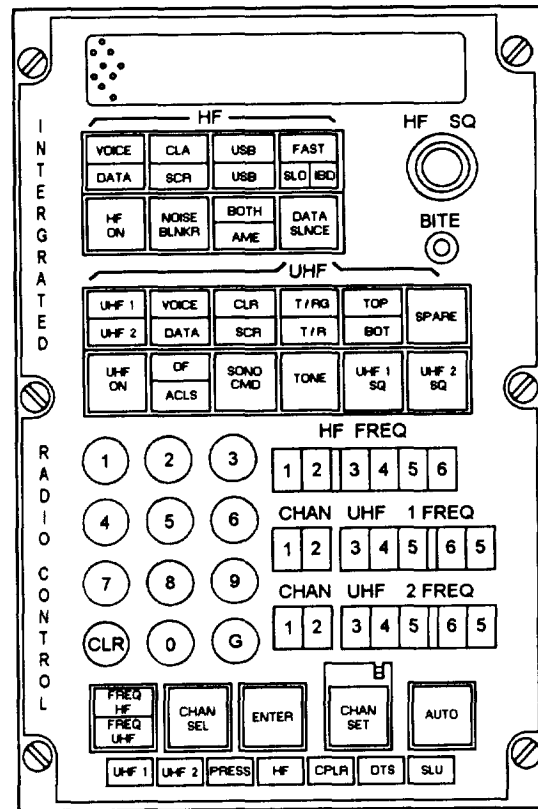 HF
HF SQ
VOICE CLA USB FAST
DATA SCR USB SLO IBD
HF ON NOISE BLNKR BOTH AME DATA SLNCE
BITE
UHF
UHF 1 VOICE CLR T/RG TOP SPARE
UHF 2 DATA SCR T/R BOT
UHF ON DF ACLS SONO CMD TONE UHF 1 SQ UHF 2 SQ
INTERGRATED
RADIO CONTROL
1 2 3
HF FREQ
1 2 3 4 5 6
4 5 6
CHAN UHF 1 FREQ
1 2 3 4 5 6 5
7 8 9
CHAN UHF 2 FREQ
1 2 3 4 5 6 5
CLR 0 G
FREQ HF FREQ UHF CHAN SEL ENTER CHAN SET AUTO
UHF 1 UHF 2 PRESS HF CPLR DTS SLU